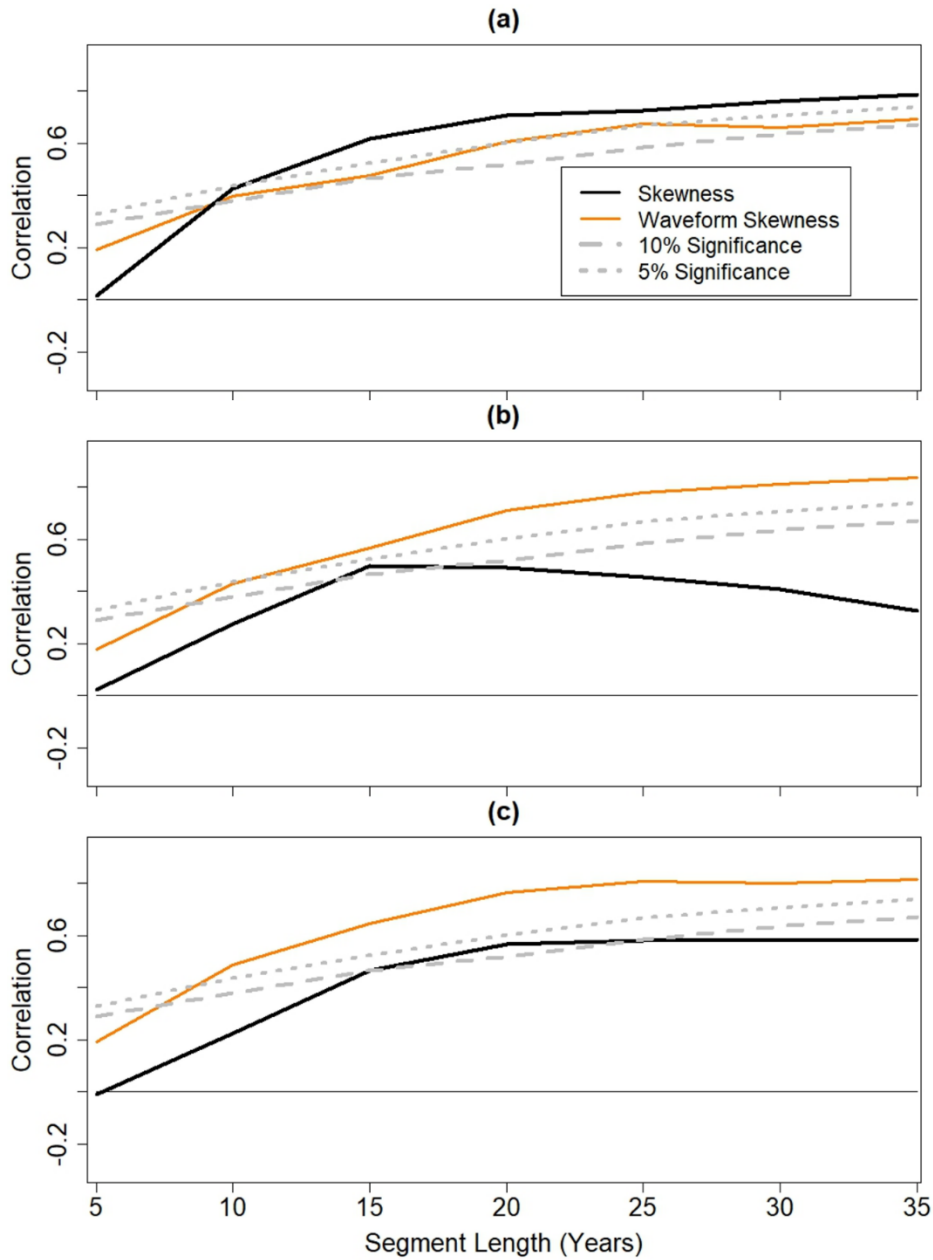 (a)
Correlation
0.6
0.2
-0.2
Skewness
Waveform Skewness
10% Significance
5% Significance
(b)
Correlation
0.6
0.2
-0.2
(c)
Correlation
0.6
0.2
-0.2
5 10 15 20 25 30 35
Segment Length (Years)